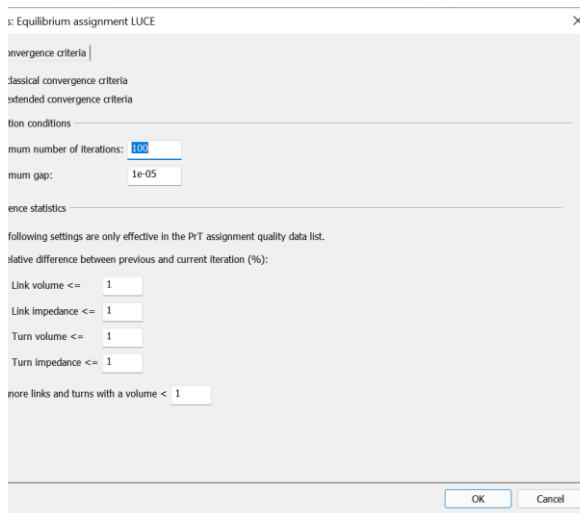 s: Equilibrium assignment LUCE
onvergence criteria
classical convergence criteria
extended convergence criteria
tion conditions
mum number of iterations: 100
mum gap: 1e-05
ence statistics
following settings are only effective in the PrT assignment quality data list.
elative difference between previous and current iteration (%):
Link volume <= 1
Link impedance <= 1
Turn volume <= 1
Turn impedance <= 1
nore links and turns with a volume < 1
OK Cancel